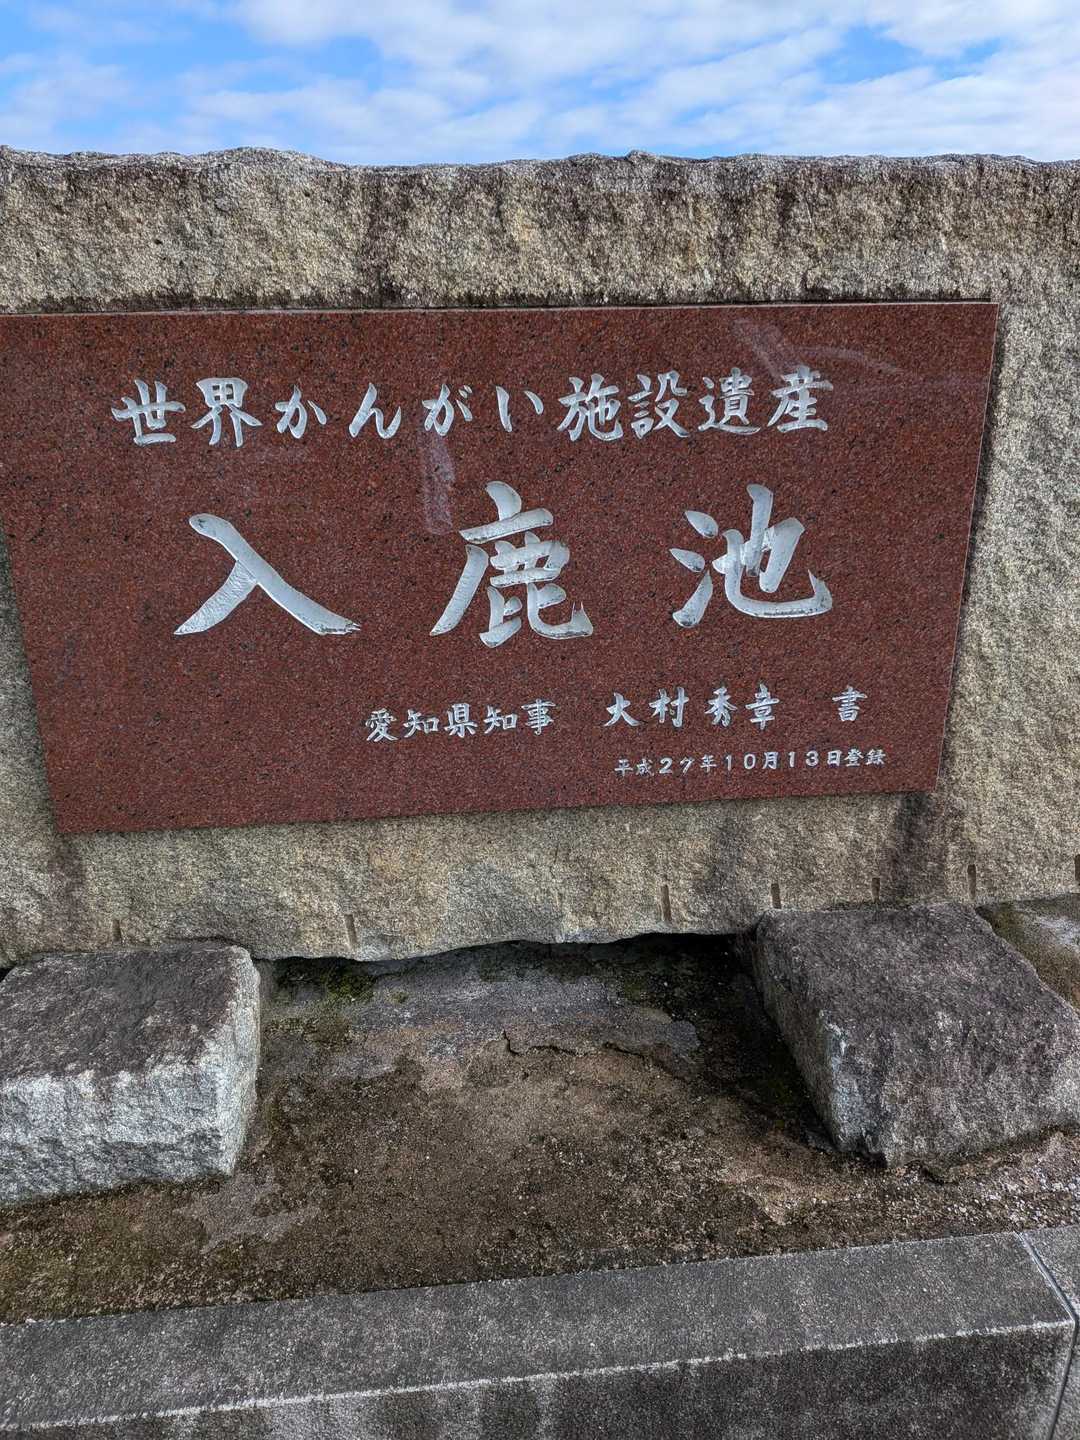 世界かんがい施設遺産
入鹿池
愛知県知事 大村秀章 書
平成27年10月13日登録